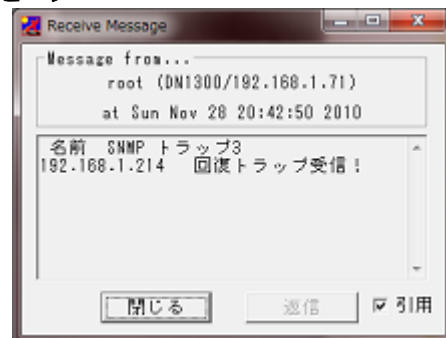 Receive Message
Message from...
root (DN1300/192.168.1.71)
at Sun Nov 28 20:42:50 2010
名前 SNMP トラップ3
192.168.1.214 回復トラップ受信!
閉じる
返信
引用